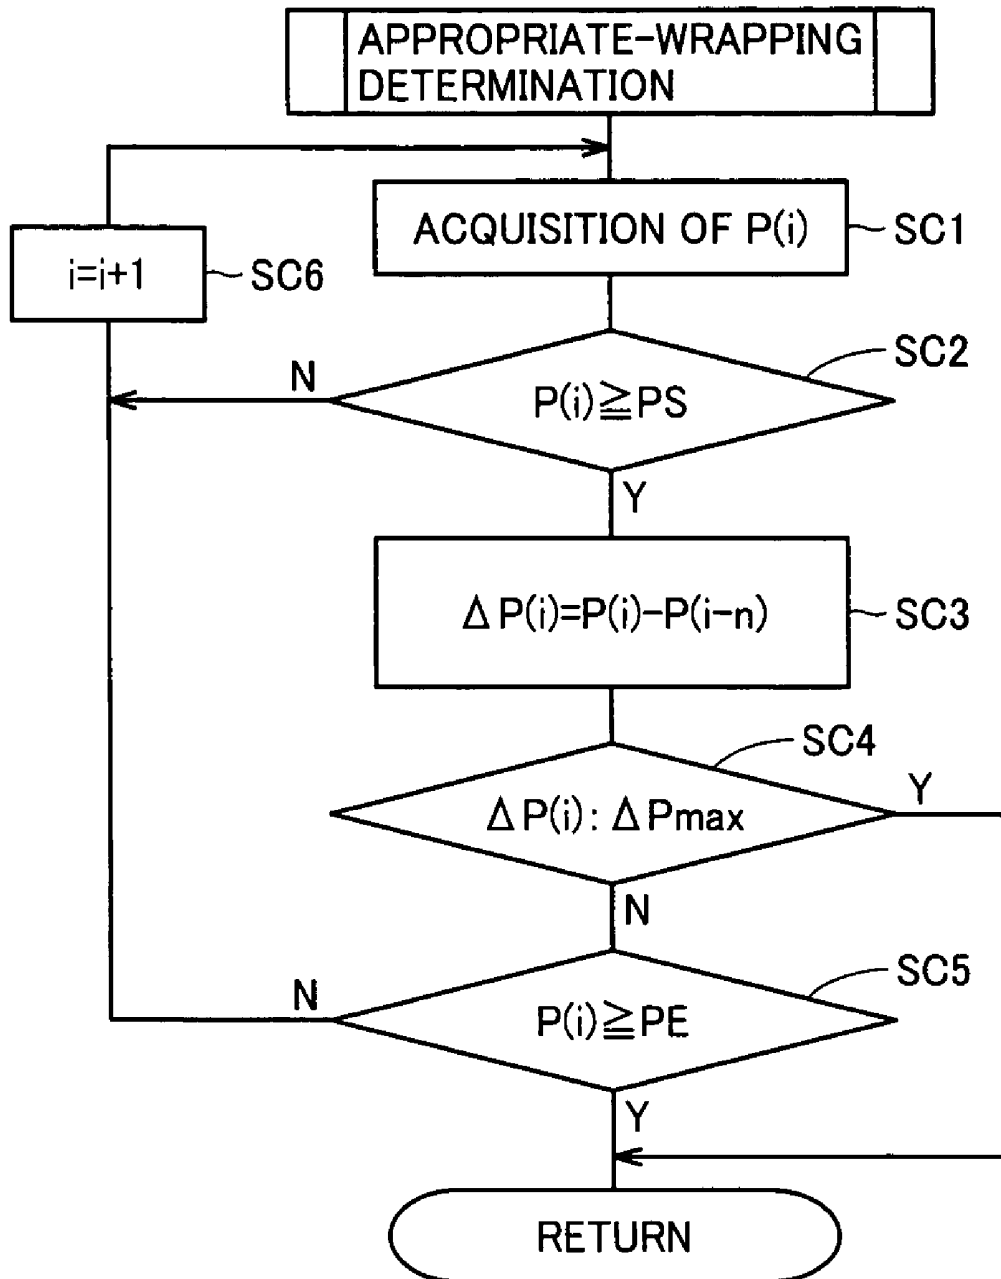 APPROPRIATE-WRAPPING
DETERMINATION
ACQUISITION OF P(i)
SC1
i=i+1
SC6
SC2
N
P(i)≧PS
Y
ΔP(i)=P(i)-P(i-n)
SC3
SC4
Y
ΔP(i):ΔPmax
N
SC5
N
P(i)≧PE
Y
RETURN